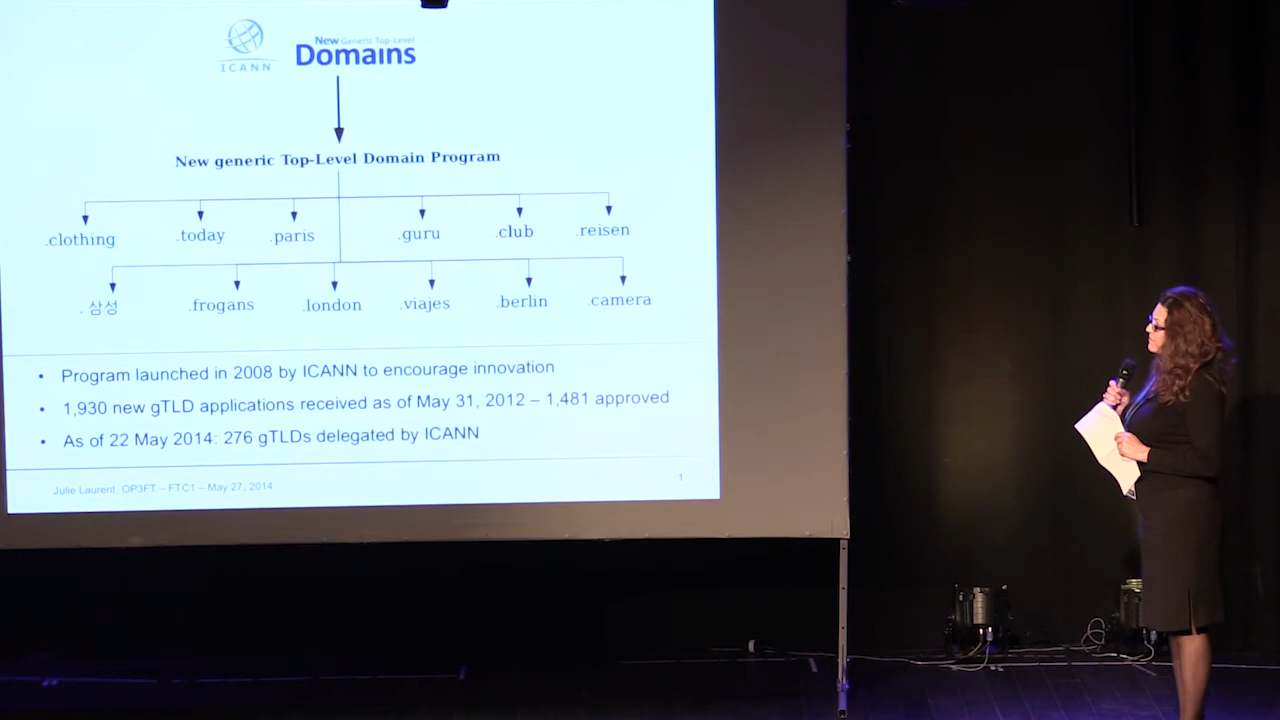 ICANN
New Generic Top-Level
Domains
New generic Top-Level Domain Program
.clothing .today .paris .guru .club .reisen
.삼성 .frogans .london .viajes .berlin .camera
• Program launched in 2008 by ICANN to encourage innovation
• 1,930 new gTLD applications received as of May 31, 2012 – 1,481 approved
• As of 22 May 2014: 276 gTLDs delegated by ICANN
Julie Laurent, OP3FT – FTC1 – May 27, 2014 1